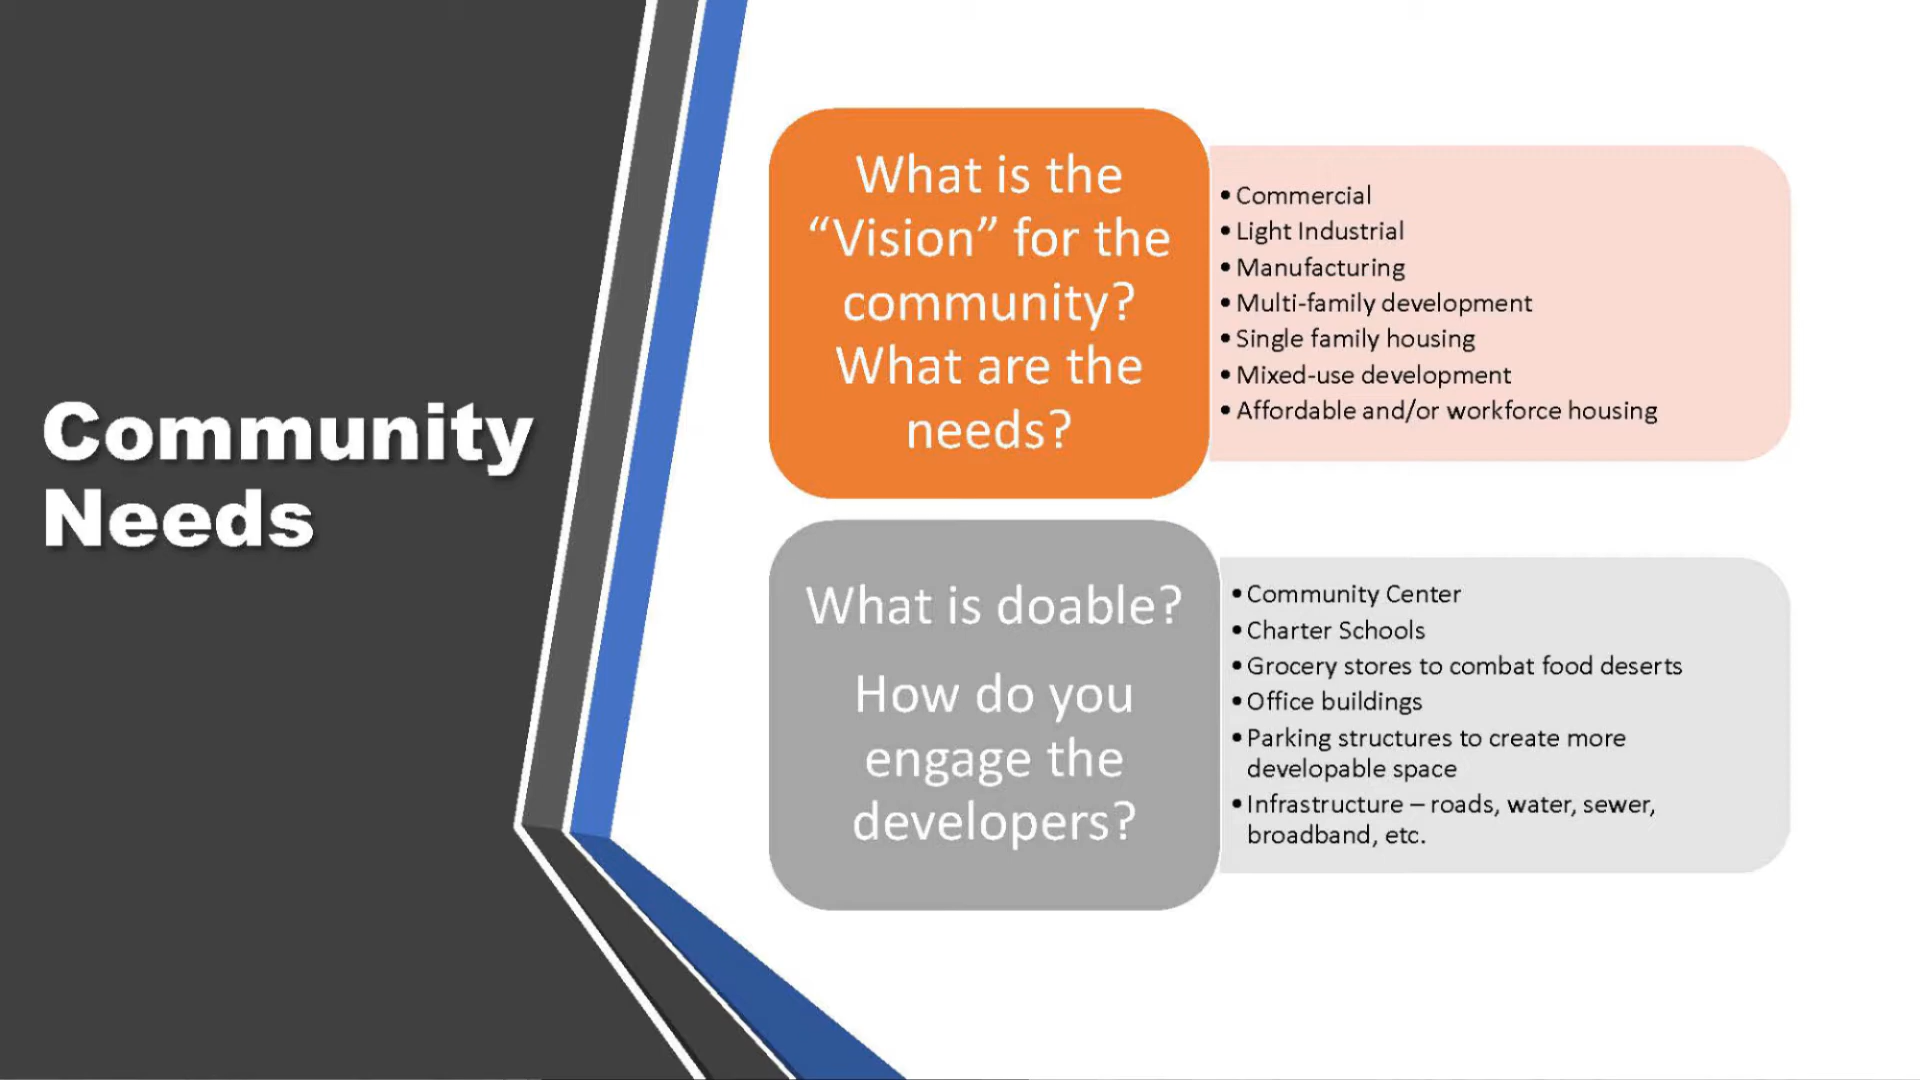 Community
Needs
What is the
“Vision” for the
community?
What are the
needs?
• Commercial
• Light Industrial
• Manufacturing
• Multi-family development
• Single family housing
• Mixed-use development
• Affordable and/or workforce housing
What is doable?
How do you
engage the
developers?
• Community Center
• Charter Schools
• Grocery stores to combat food deserts
• Office buildings
• Parking structures to create more
developable space
• Infrastructure – roads, water, sewer,
broadband, etc.